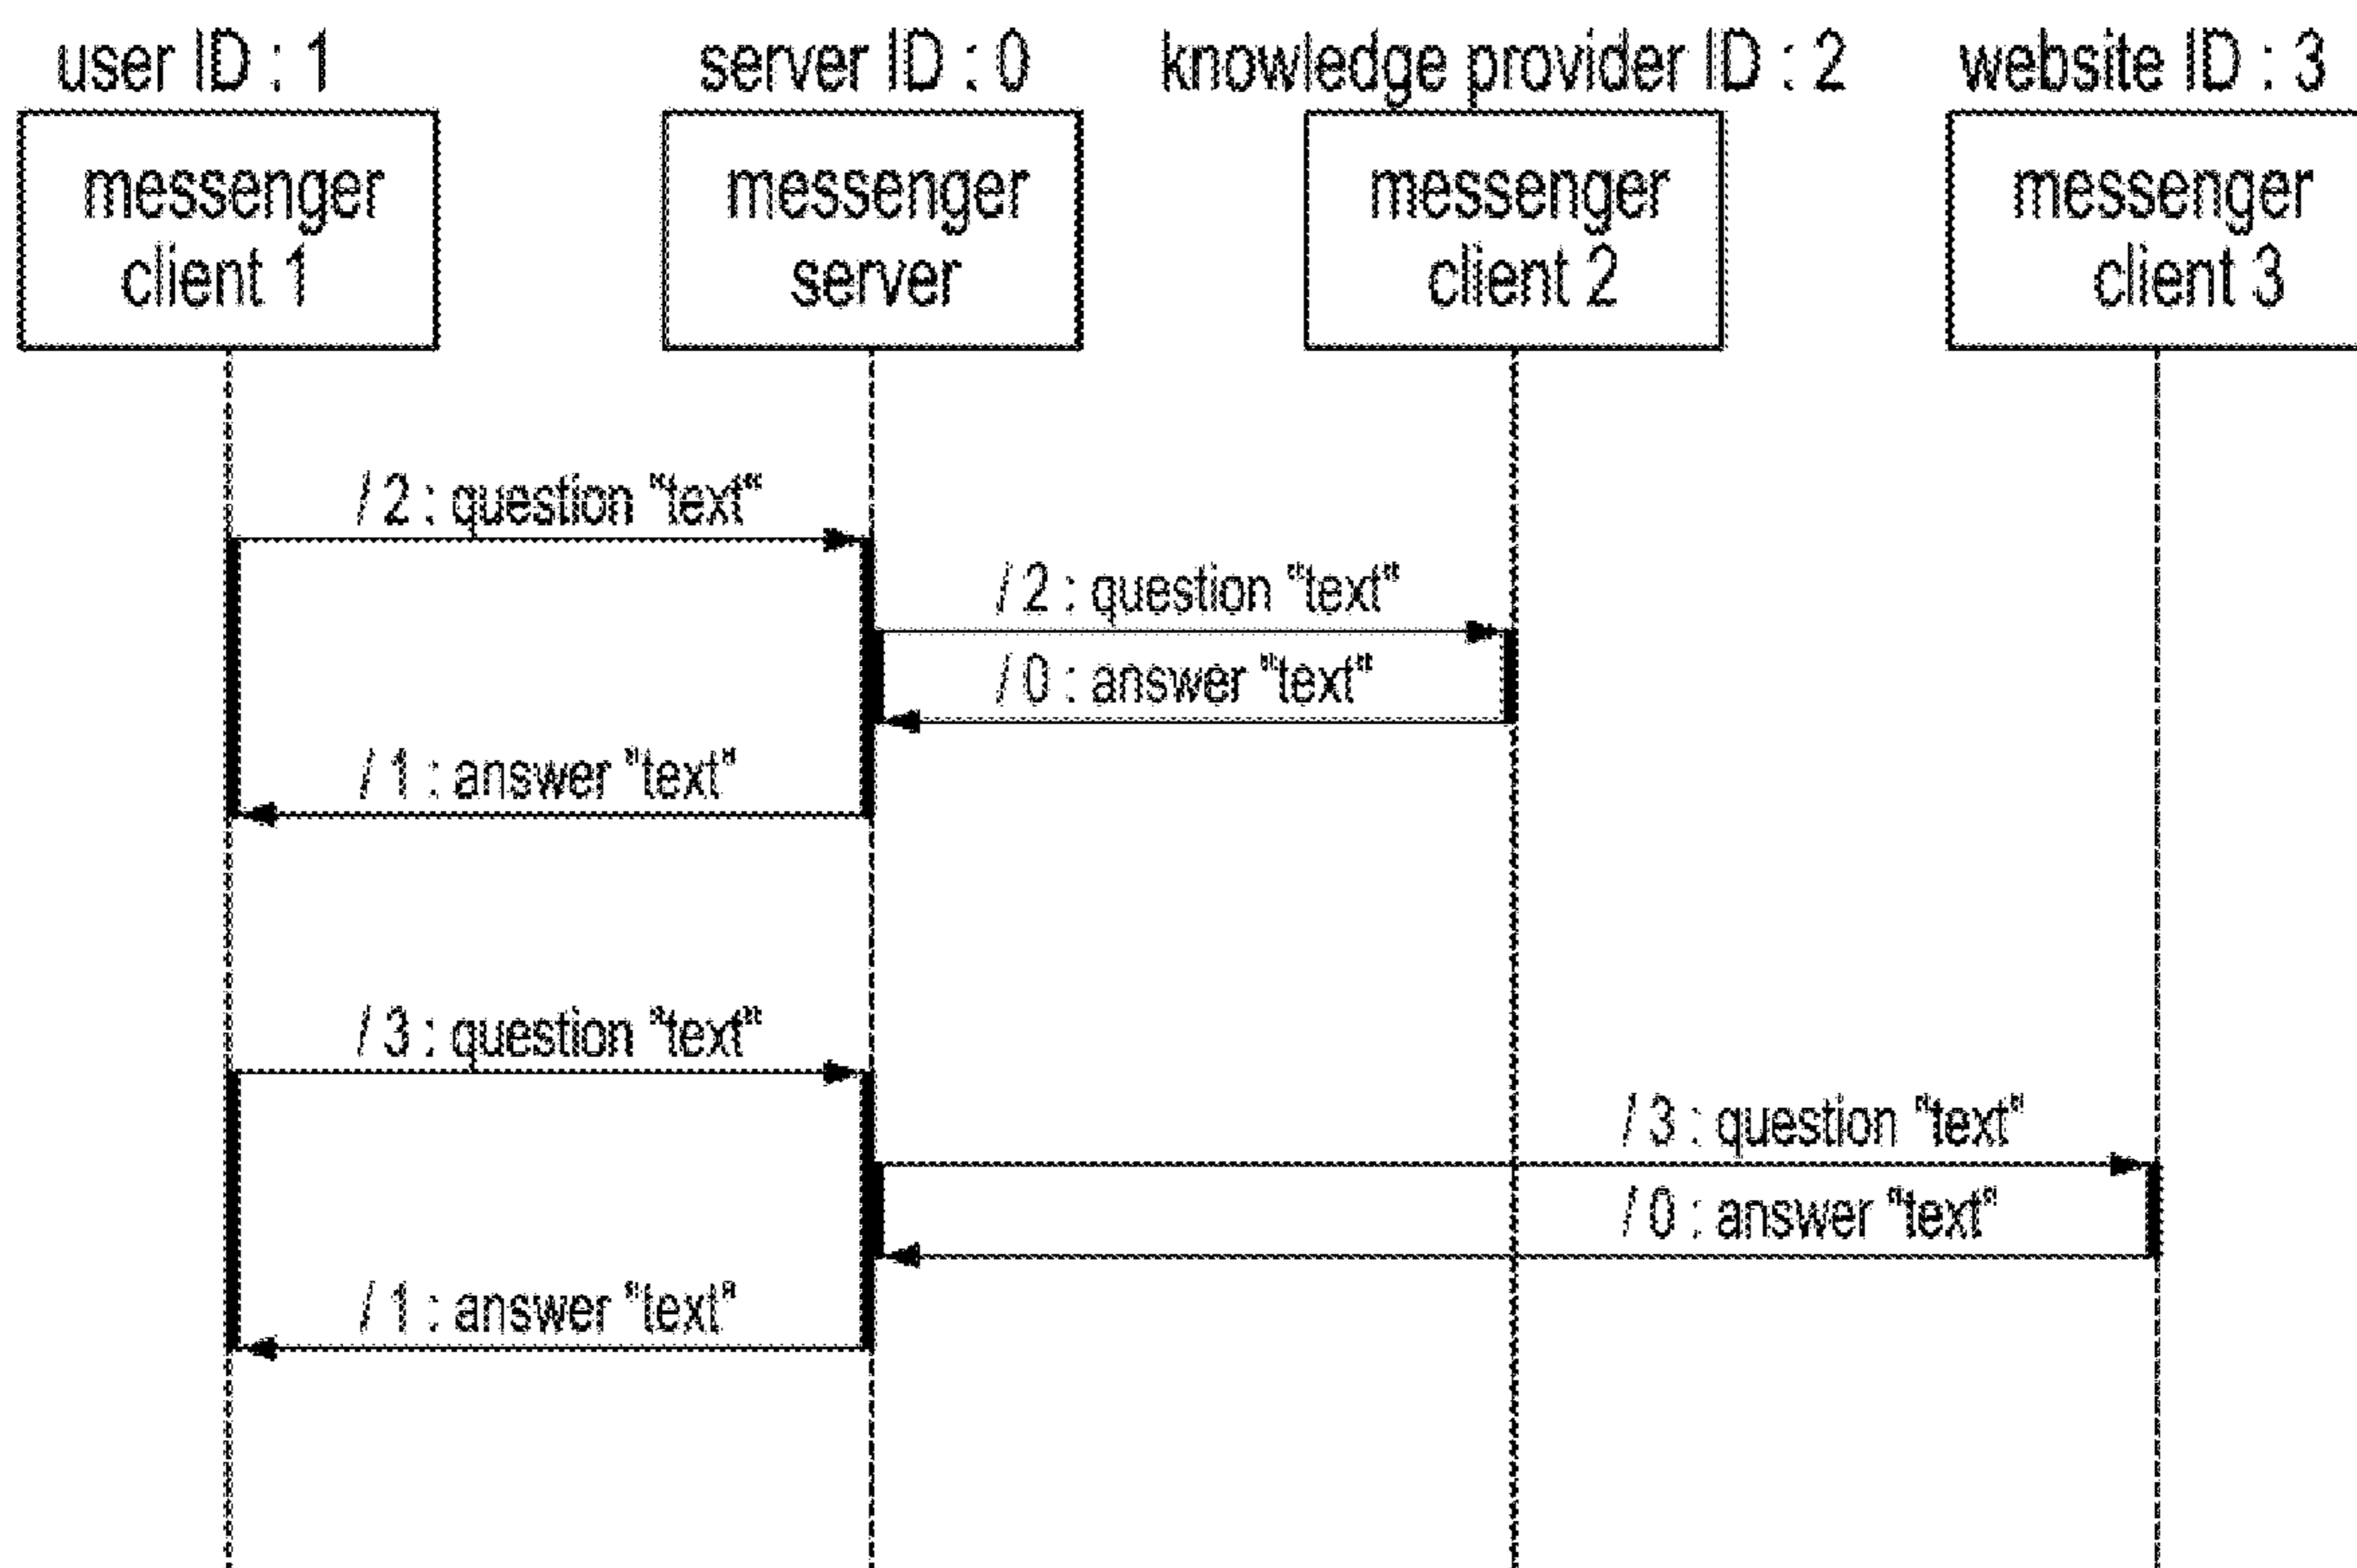 user ID : 1
server ID : 0
knowledge provider ID : 2
website ID : 3
messenger
client 1
messenger
server
messenger
client 2
messenger
client 3
/ 2 : question "text"
/ 2 : question "text"
/ 0 : answer "text"
/ 1 : answer "text"
/ 3 : question "text"
/ 3 : question "text"
/ 0 : answer "text"
/ 1 : answer "text"